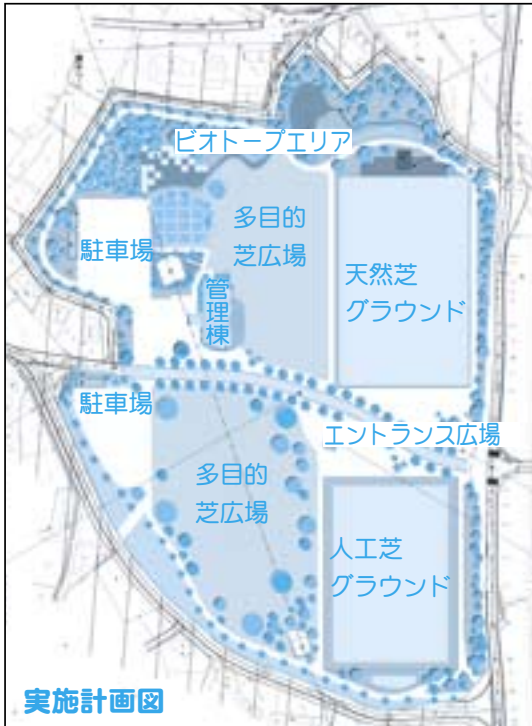 ビオトープエリア
駐車場
多目的
芝広場
天然芝
グラウンド
管理棟
駐車場
エントランス広場
多目的
芝広場
人工芝
グラウンド
実施計画図